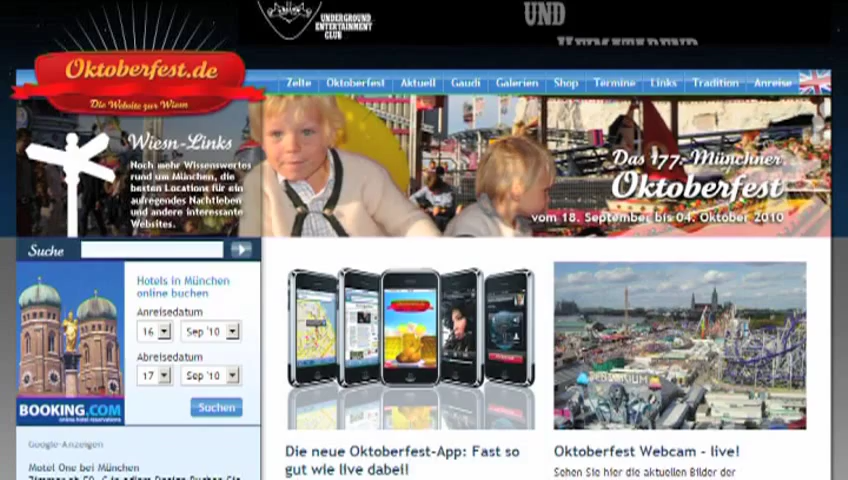 UNDERGROUND
ENTERTAINMENT
CLUB
UND
HEIMATABEND
Oktoberfest.de
Die Website zur Wiesn
Zelte Oktoberfest Aktuell Gaudi Galerien Shop Termine Links Tradition Anreise
Wiesn-Links
Noch mehr Wissenswertes
rund um München, die
besten Locations für ein
aufregendes Nachtleben
und andere interessante
Websites.
Das 177. Münchner
Oktoberfest
vom 18. September bis 04. Oktober 2010
Suche
Hotels in München
online buchen
Anreisedatum
16 Sep '10
Abreisedatum
17 Sep '10
Suchen
BOOKING.COM
online hotel reservations
Google-Anzeigen
Motel One bei München
Die neue Oktoberfest-App: Fast so
gut wie live dabei!
Oktoberfest Webcam - live!
Sehen Sie hier die aktuellen Bilder der